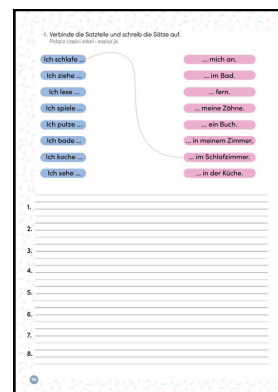 4. Verbinde die Satzteile und schreib die Sätze auf.
Połącz części zdań i zapisz je.
Ich schlafe ... ... mich an.
Ich ziehe ... ... im Bad.
Ich lese ... ... fern.
Ich spiele ... ... meine Zähne.
Ich putze ... ... ein Buch.
Ich bade ... ... in meinem Zimmer.
Ich koche ... ... im Schlafzimmer.
Ich sehe ... ... in der Küche.
1.
2.
3.
4.
5.
6.
7.
8.